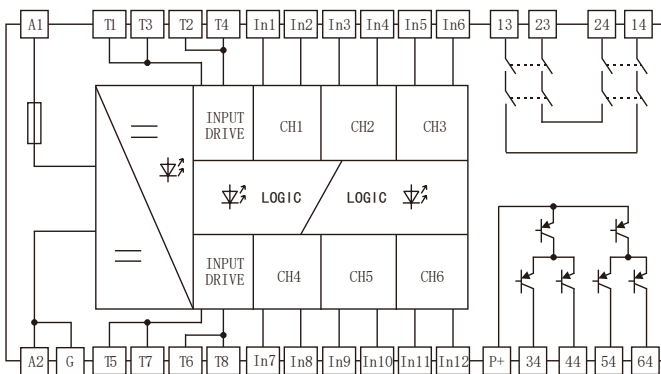 A1 T1 T3 T2 T4 In1 In2 In3 In4 In5 In6 13 23 24 14
INPUT
DRIVE
CH1 CH2 CH3
LOGIC LOGIC
INPUT
DRIVE
CH4 CH5 CH6
A2 G T5 T7 T6 T8 In7 In8 In9 In10 In11 In12 P+ 34 44 54 64